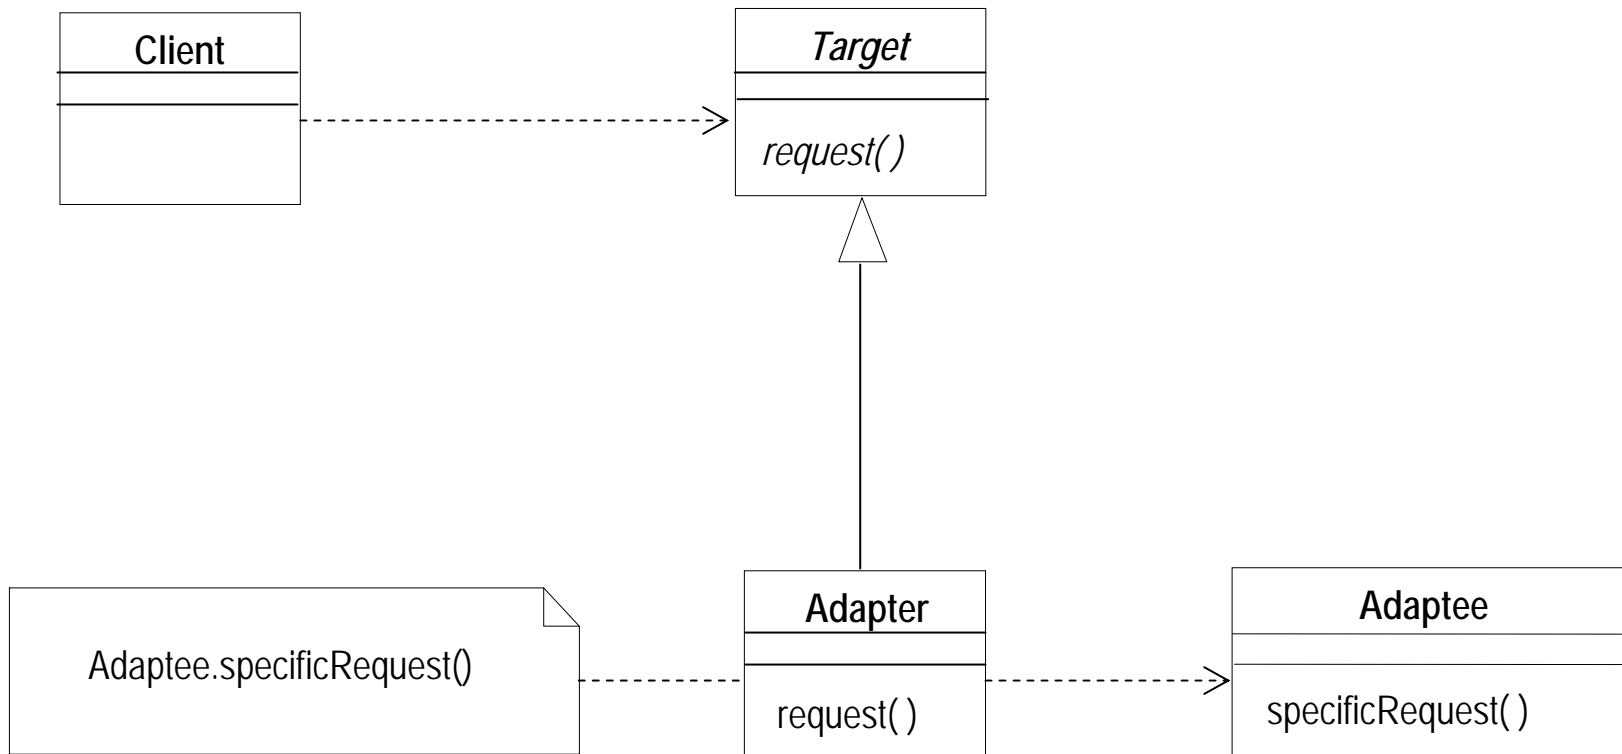 Client
Target
request( )
Adapter
Adaptee
Adaptee.specificRequest()
request( )
specificRequest( )